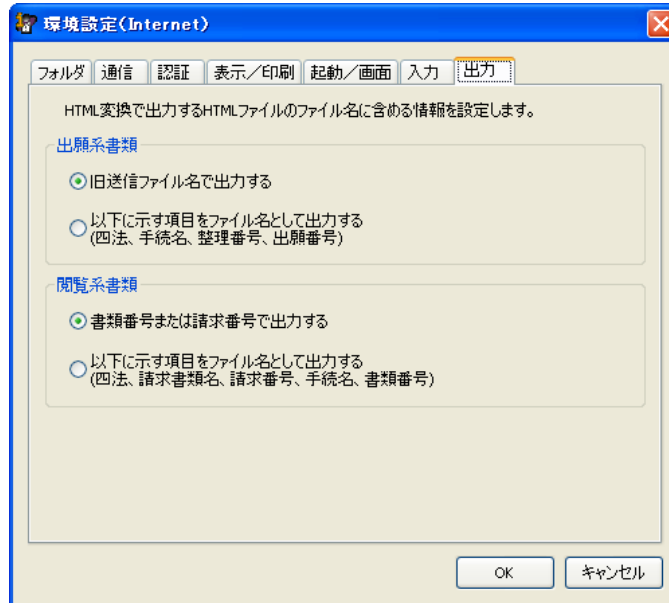 環境設定(Internet)
フォルダ 通信 認証 表示／印刷 起動／画面 入力 出力
HTML変換で出力するHTMLファイルのファイル名に含める情報を設定します。
出願系書類
旧送信ファイル名で出力する
以下に示す項目をファイル名として出力する
(四法、手続名、整理番号、出願番号)
閲覧系書類
書類番号または請求番号で出力する
以下に示す項目をファイル名として出力する
(四法、請求書類名、請求番号、手続名、書類番号)
OK キャンセル